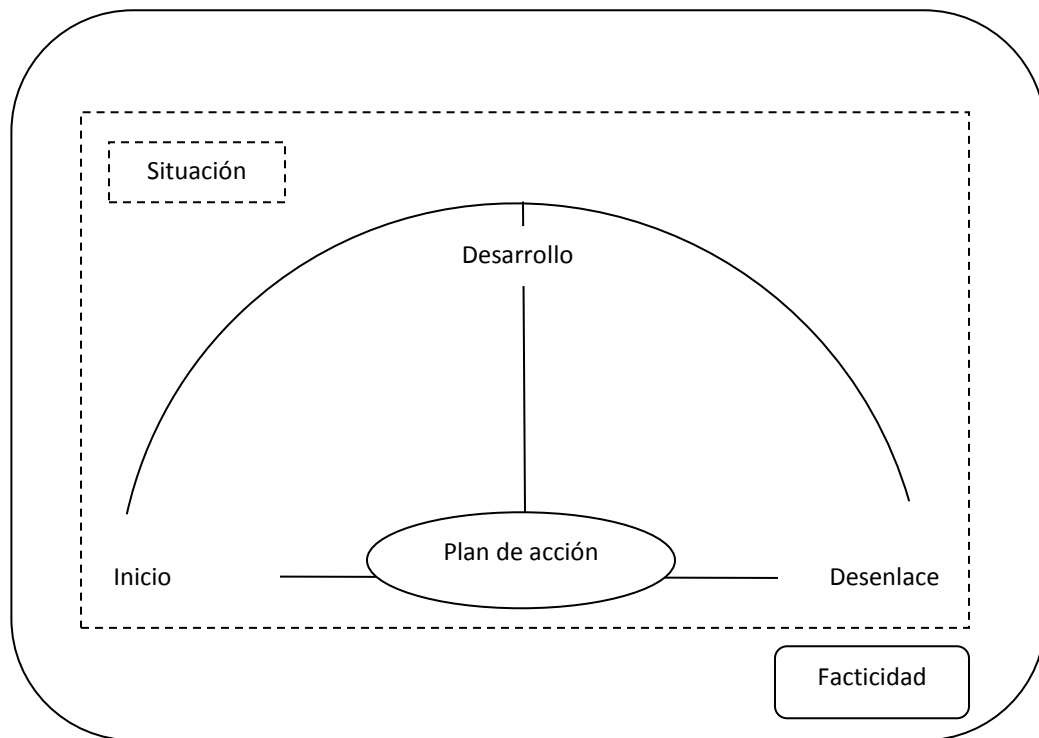 Situación
Desarrollo
Plan de acción
Inicio
Desenlace
Facticidad